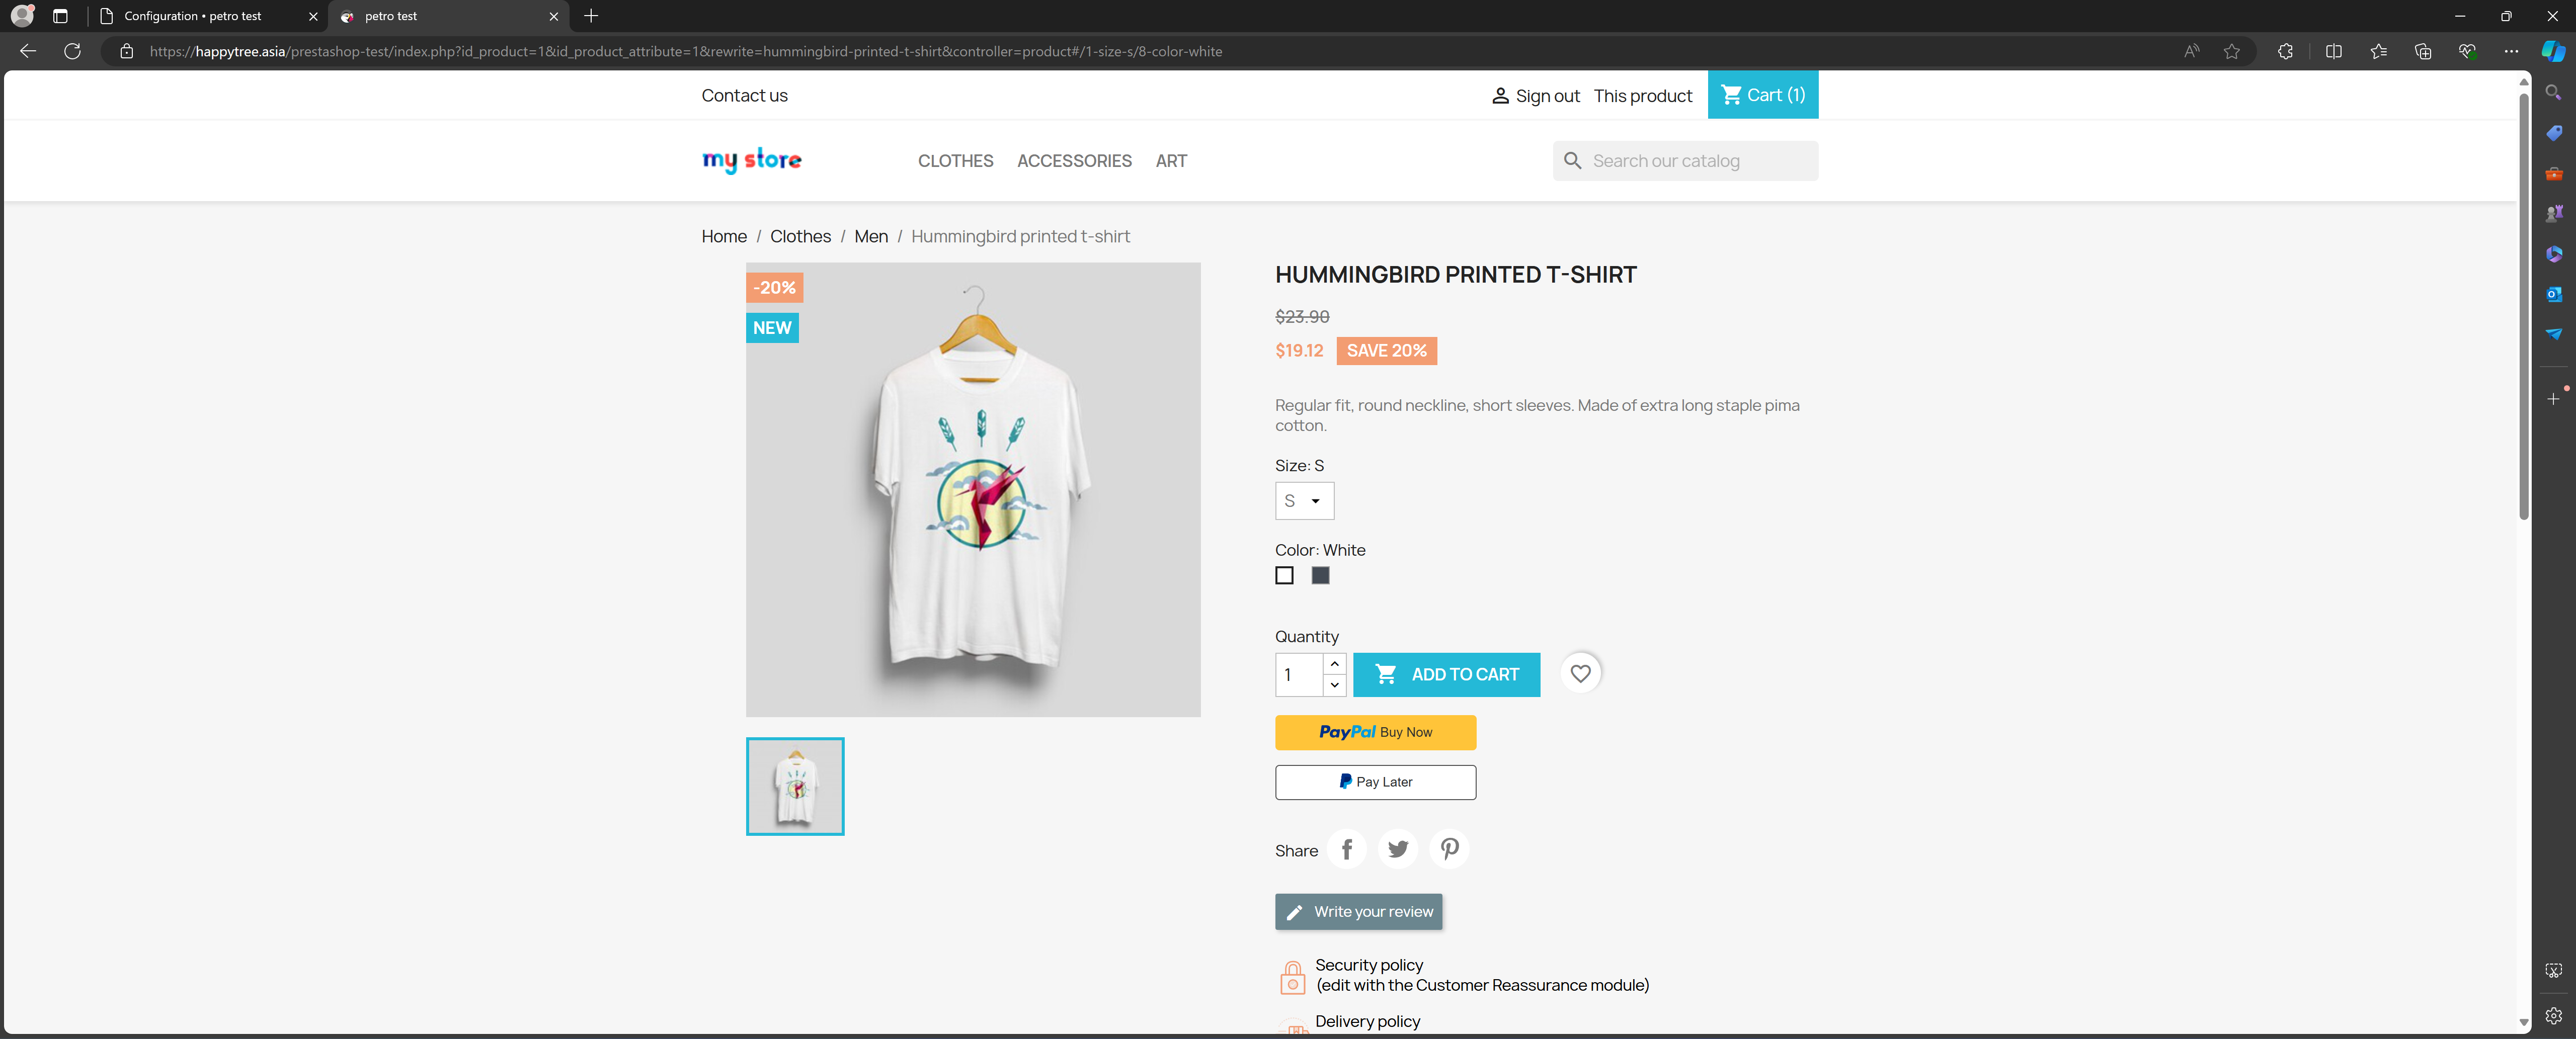 Configuration • petro test
petro test
https://happytree.asia/prestashop-test/index.php?id_product=1&id_product_attribute=1&rewrite=hummingbird-printed-t-shirt&controller=product#/1-size-s/8-color-white
Contact us
Sign out
This product
Cart (1)
my store
CLOTHES
ACCESSORIES
ART
Search our catalog
Home / Clothes / Men / Hummingbird printed t-shirt
-20%
NEW
HUMMINGBIRD PRINTED T-SHIRT
$23.90
$19.12
SAVE 20%
Regular fit, round neckline, short sleeves. Made of extra long staple pima
cotton.
Size: S
S
Color: White
Quantity
1
ADD TO CART
PayPal Buy Now
Pay Later
Share
Write your review
Security policy
(edit with the Customer Reassurance module)
Delivery policy